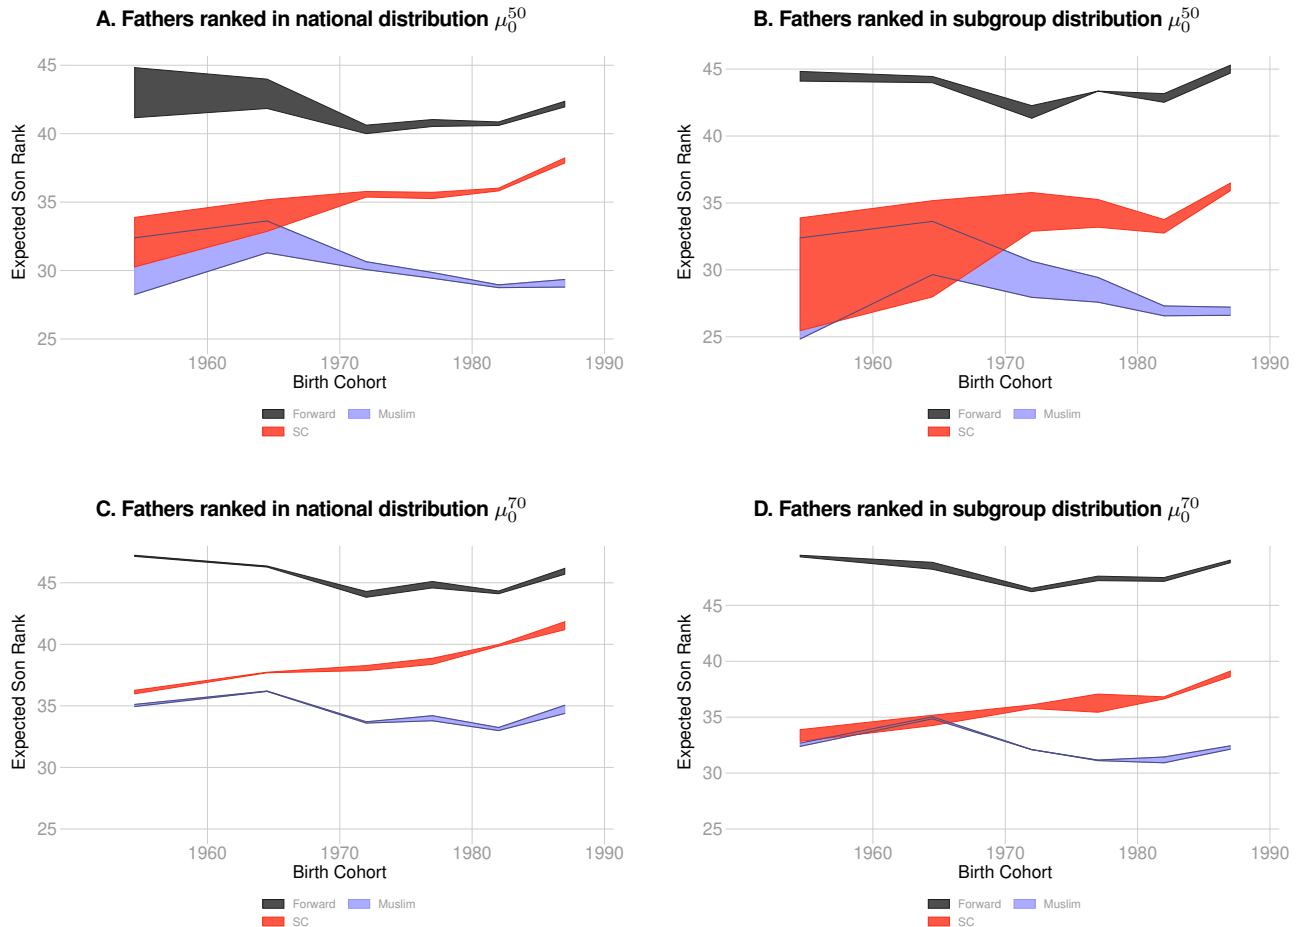 A. Fathers ranked in national distribution μ₀⁵⁰
Expected Son Rank
45
40
35
30
25
1960 1970 1980 1990
Birth Cohort
Forward Muslim
SC
B. Fathers ranked in subgroup distribution μ₀⁵⁰
Expected Son Rank
45
40
35
30
25
1960 1970 1980 1990
Birth Cohort
Forward Muslim
SC
C. Fathers ranked in national distribution μ₀⁷⁰
Expected Son Rank
45
40
35
30
25
1960 1970 1980 1990
Birth Cohort
Forward Muslim
SC
D. Fathers ranked in subgroup distribution μ₀⁷⁰
Expected Son Rank
45
40
35
30
25
1960 1970 1980 1990
Birth Cohort
Forward Muslim
SC